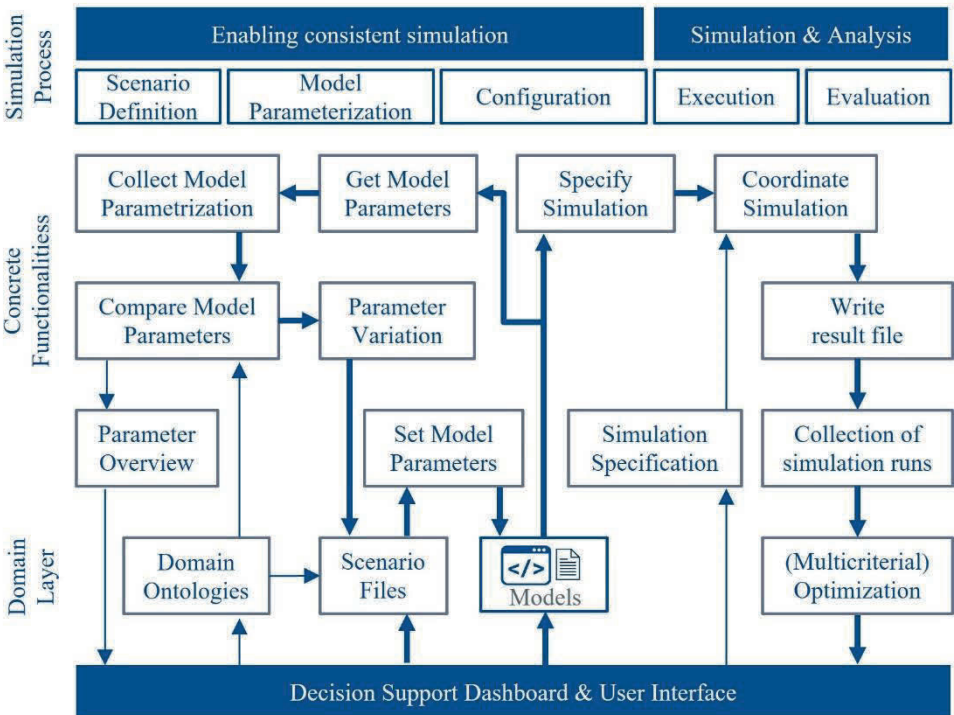 Simulation
Process
Enabling consistent simulation
Simulation & Analysis
Scenario
Definition
Model
Parameterization
Configuration
Execution
Evaluation
Concrete
Functionalitiess
Collect Model
Parametrization
Get Model
Parameters
Specify
Simulation
Coordinate
Simulation
Compare Model
Parameters
Parameter
Variation
Write
result file
Parameter
Overview
Set Model
Parameters
Simulation
Specification
Collection of
simulation runs
Domain
Layer
Domain
Ontologies
Scenario
Files
</>
Models
(Multicriterial)
Optimization
Decision Support Dashboard & User Interface